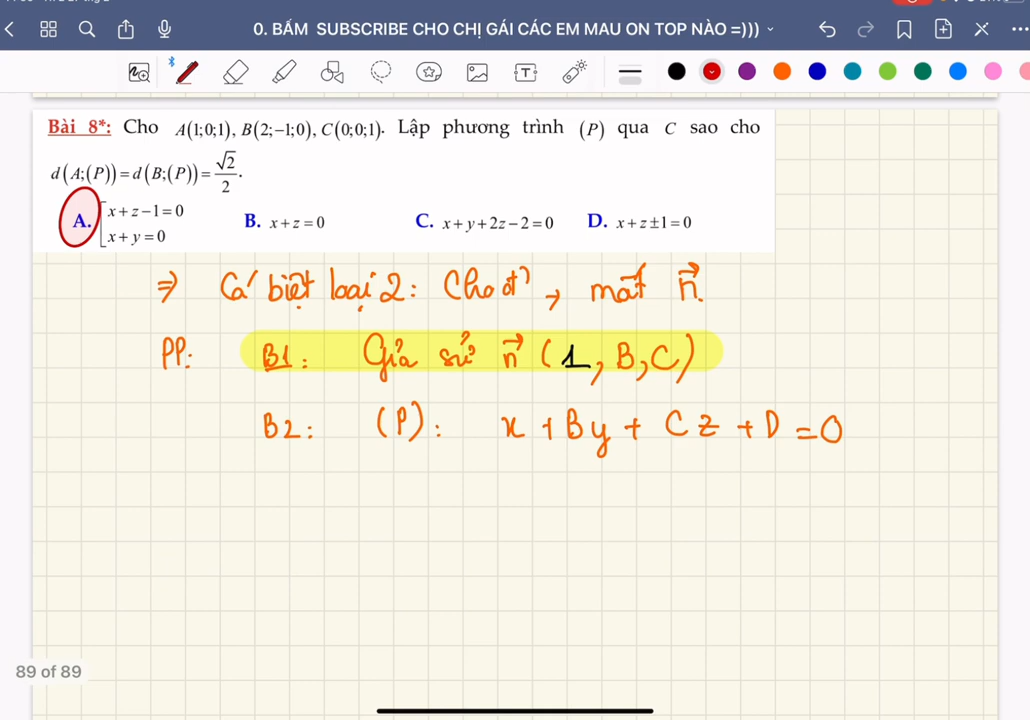 0. BẤM SUBSCRIBE CHO CHỊ GÁI CÁC EM MAU ON TOP NÀO =)))
Bài 8*: Cho A(1;0;1), B(2;−1;0), C(0;0;1). Lập phương trình (P) qua C sao cho
d(A;(P))=d(B;(P))=√2/2.
A. [x+z−1=0
x+y=0
B. x+z=0
C. x+y+2z−2=0
D. x+z±1=0
⇒ Cá biệt loại 2: Cho đ', mất n⃗.
PP: B1: Giả sử n⃗ (1, B, C)
B2: (P): x + By + Cz + D = 0
89 of 89